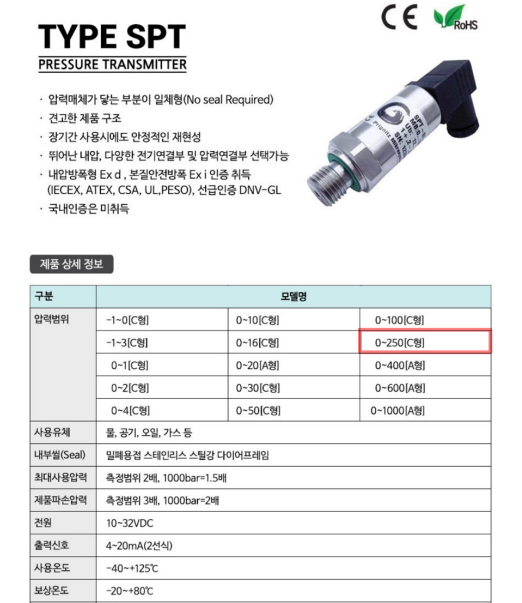 TYPE SPT
PRESSURE TRANSMITTER
CE RoHS
· 압력매체가 닿는 부분이 일체형(No seal Required)
· 견고한 제품 구조
· 장기간 사용시에도 안정적인 재현성
· 뛰어난 내압, 다양한 전기연결부 및 압력연결부 선택가능
· 내압방폭형 Ex d , 본질안전방폭 Ex i 인증 취득
(IECEX, ATEX, CSA, UL,PESO), 선급인증 DNV-GL
· 국내인증은 미취득
제품 상세 정보
구분 모델명
압력범위 -1~0[C형] 0~10[C형] 0~100[C형]
-1~3[C형] 0~16[C형] 0~250[C형]
0~1[C형] 0~20[A형] 0~400[A형]
0~2[C형] 0~30[C형] 0~600[A형]
0~4[C형] 0~50[C형] 0~1000[A형]
사용유체 물, 공기, 오일, 가스 등
내부씰(Seal) 밀폐용접 스테인리스 스틸강 다이어프레임
최대사용압력 측정범위 2배, 1000bar=1.5배
제품파손압력 측정범위 3배, 1000bar=2배
전원 10~32VDC
출력신호 4~20mA(2선식)
사용온도 -40~+125℃
보상온도 -20~+80℃